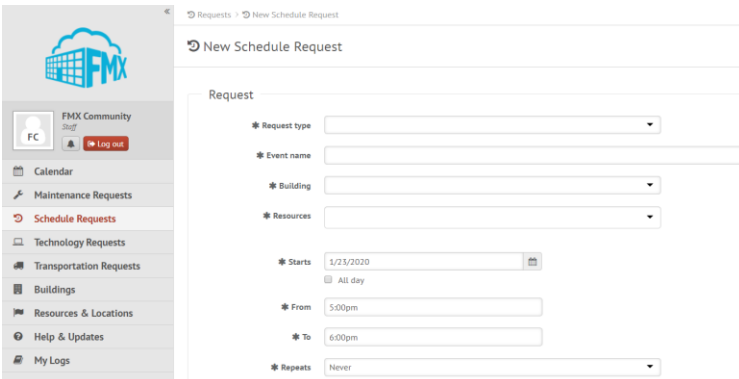 «
FMX
FMX Community
Staff
FC
Log out
Calendar
Maintenance Requests
Schedule Requests
Technology Requests
Transportation Requests
Buildings
Resources & Locations
Help & Updates
My Logs
Requests > New Schedule Request
New Schedule Request
Request
✱ Request type
✱ Event name
✱ Building
✱ Resources
✱ Starts 1/23/2020
All day
✱ From 5:00pm
✱ To 6:00pm
✱ Repeats Never